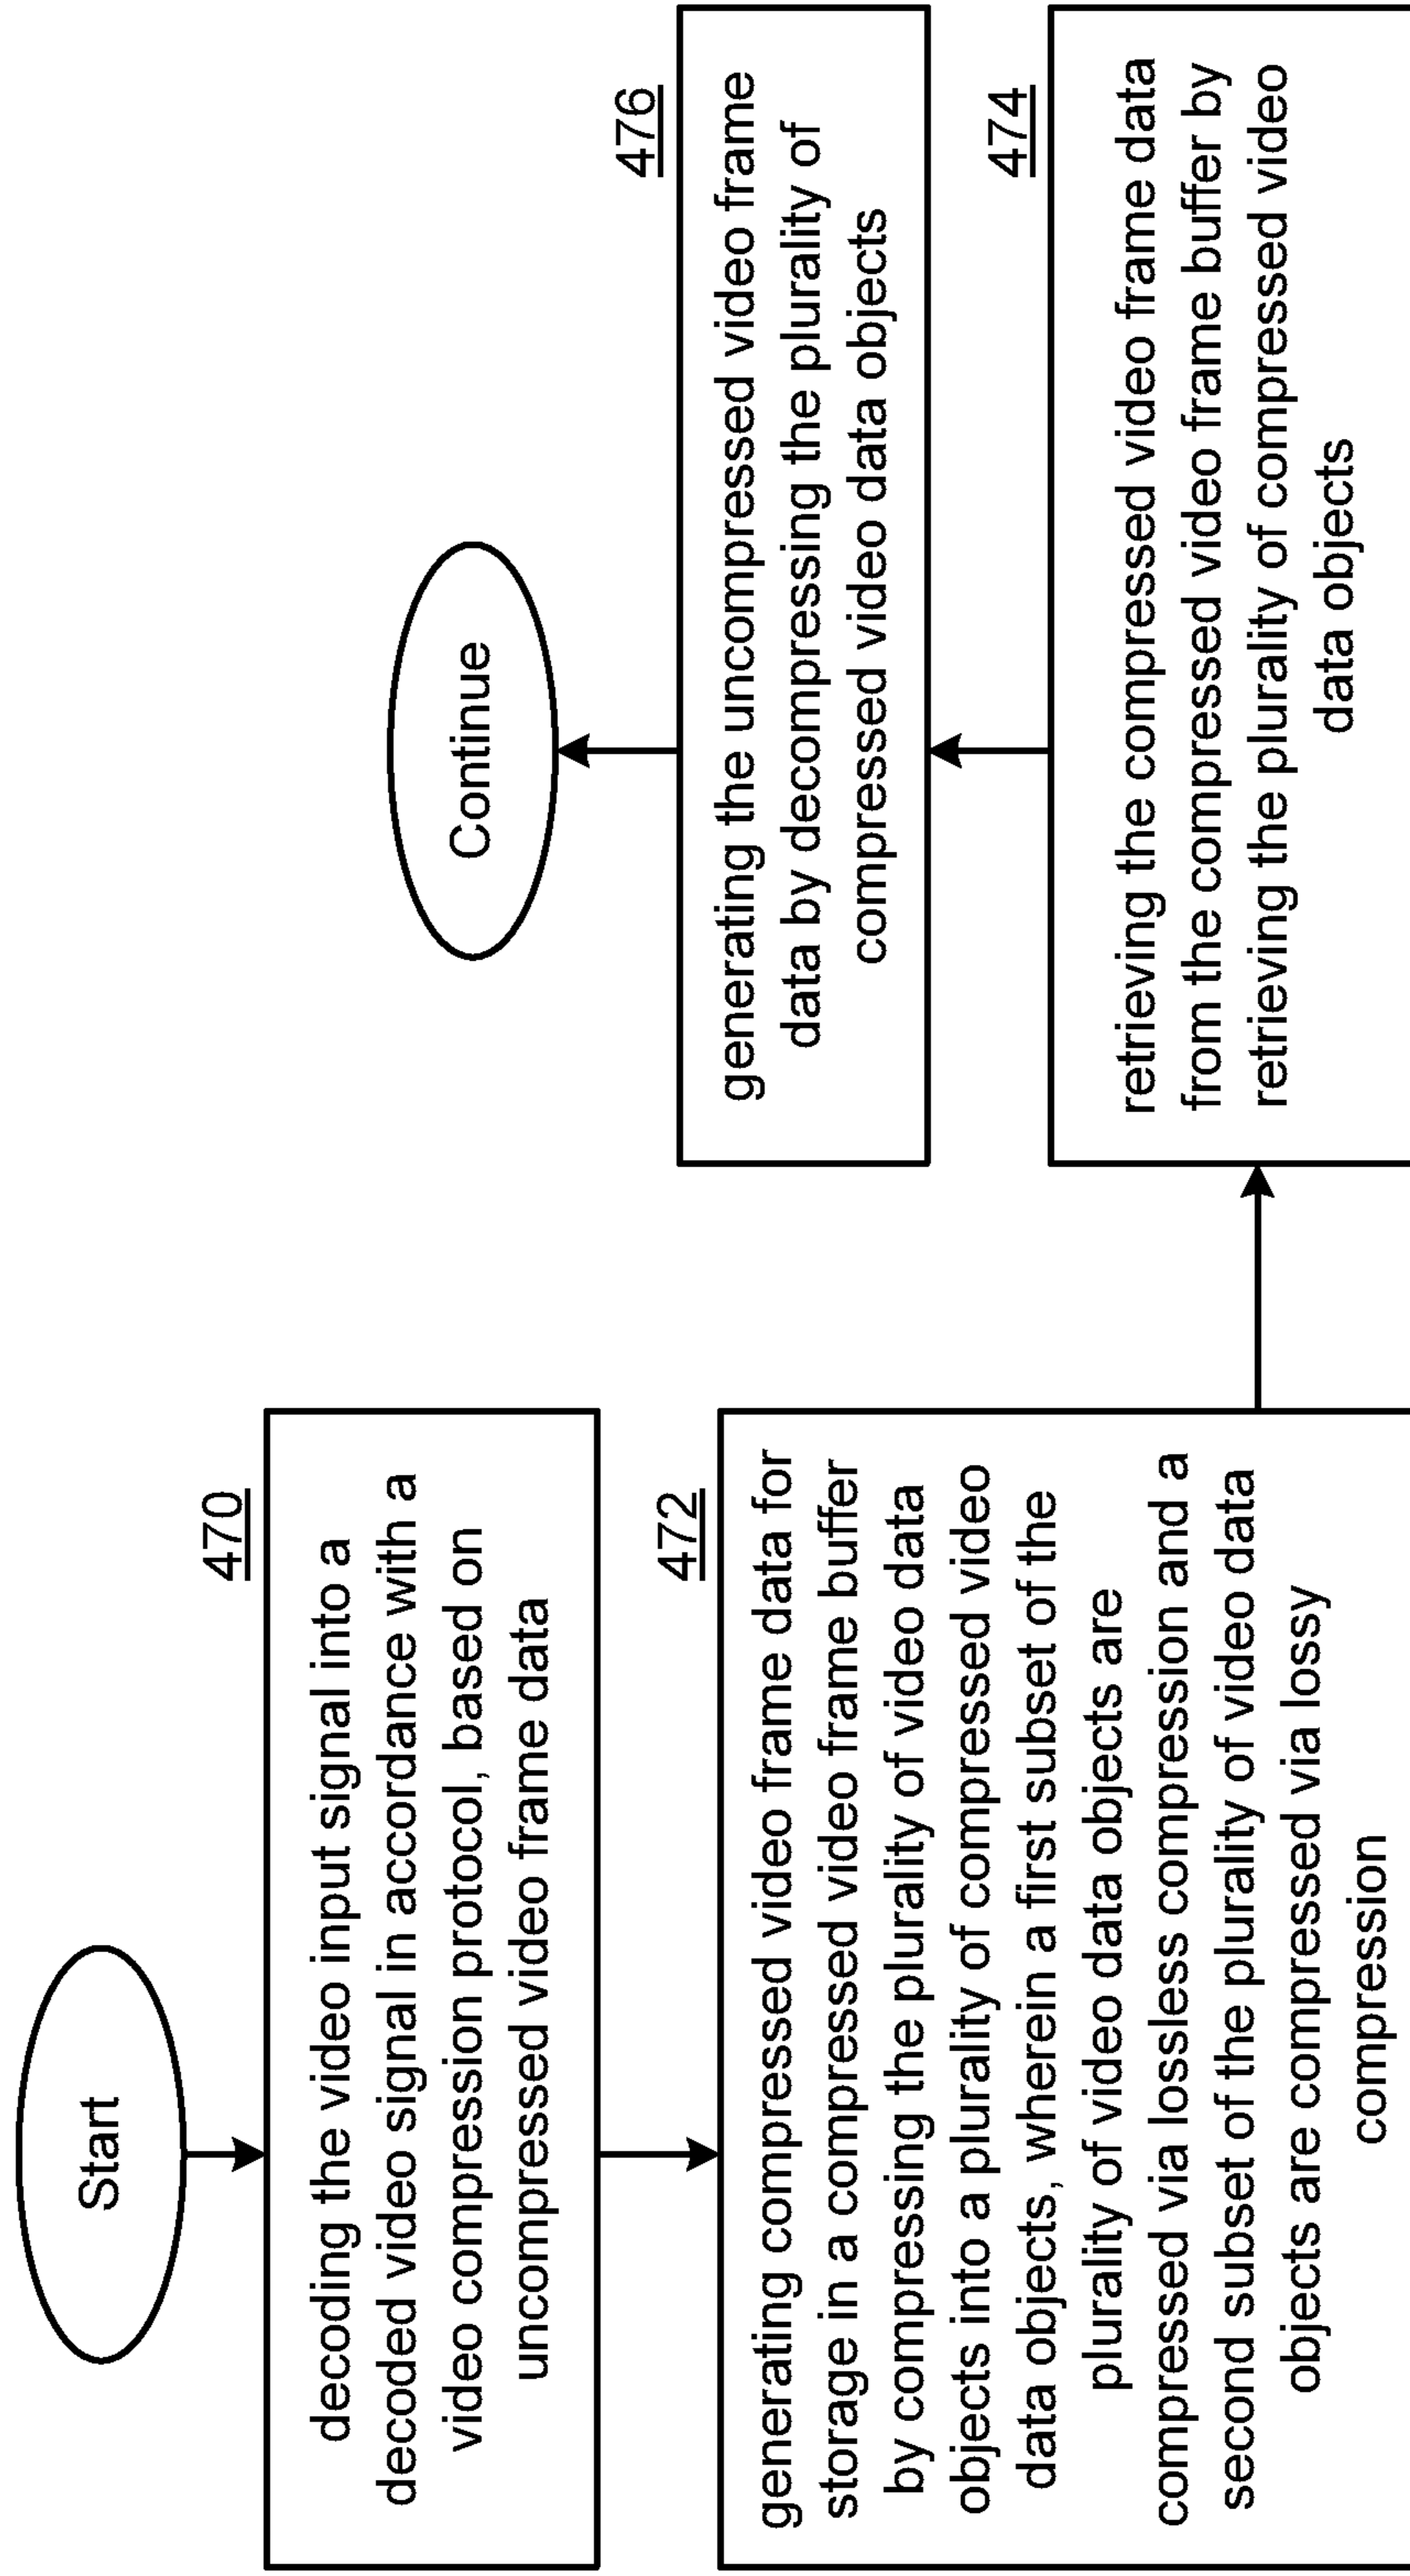 Start
470
decoding the video input signal into a
decoded video signal in accordance with a
video compression protocol, based on
uncompressed video frame data
472
generating compressed video frame data for
storage in a compressed video frame buffer
by compressing the plurality of video data
objects into a plurality of compressed video
data objects, wherein a first subset of the
plurality of video data objects are
compressed via lossless compression and a
second subset of the plurality of video data
objects are compressed via lossy
compression
474
retrieving the compressed video frame data
from the compressed video frame buffer by
retrieving the plurality of compressed video
data objects
476
generating the uncompressed video frame
data by decompressing the plurality of
compressed video data objects
Continue